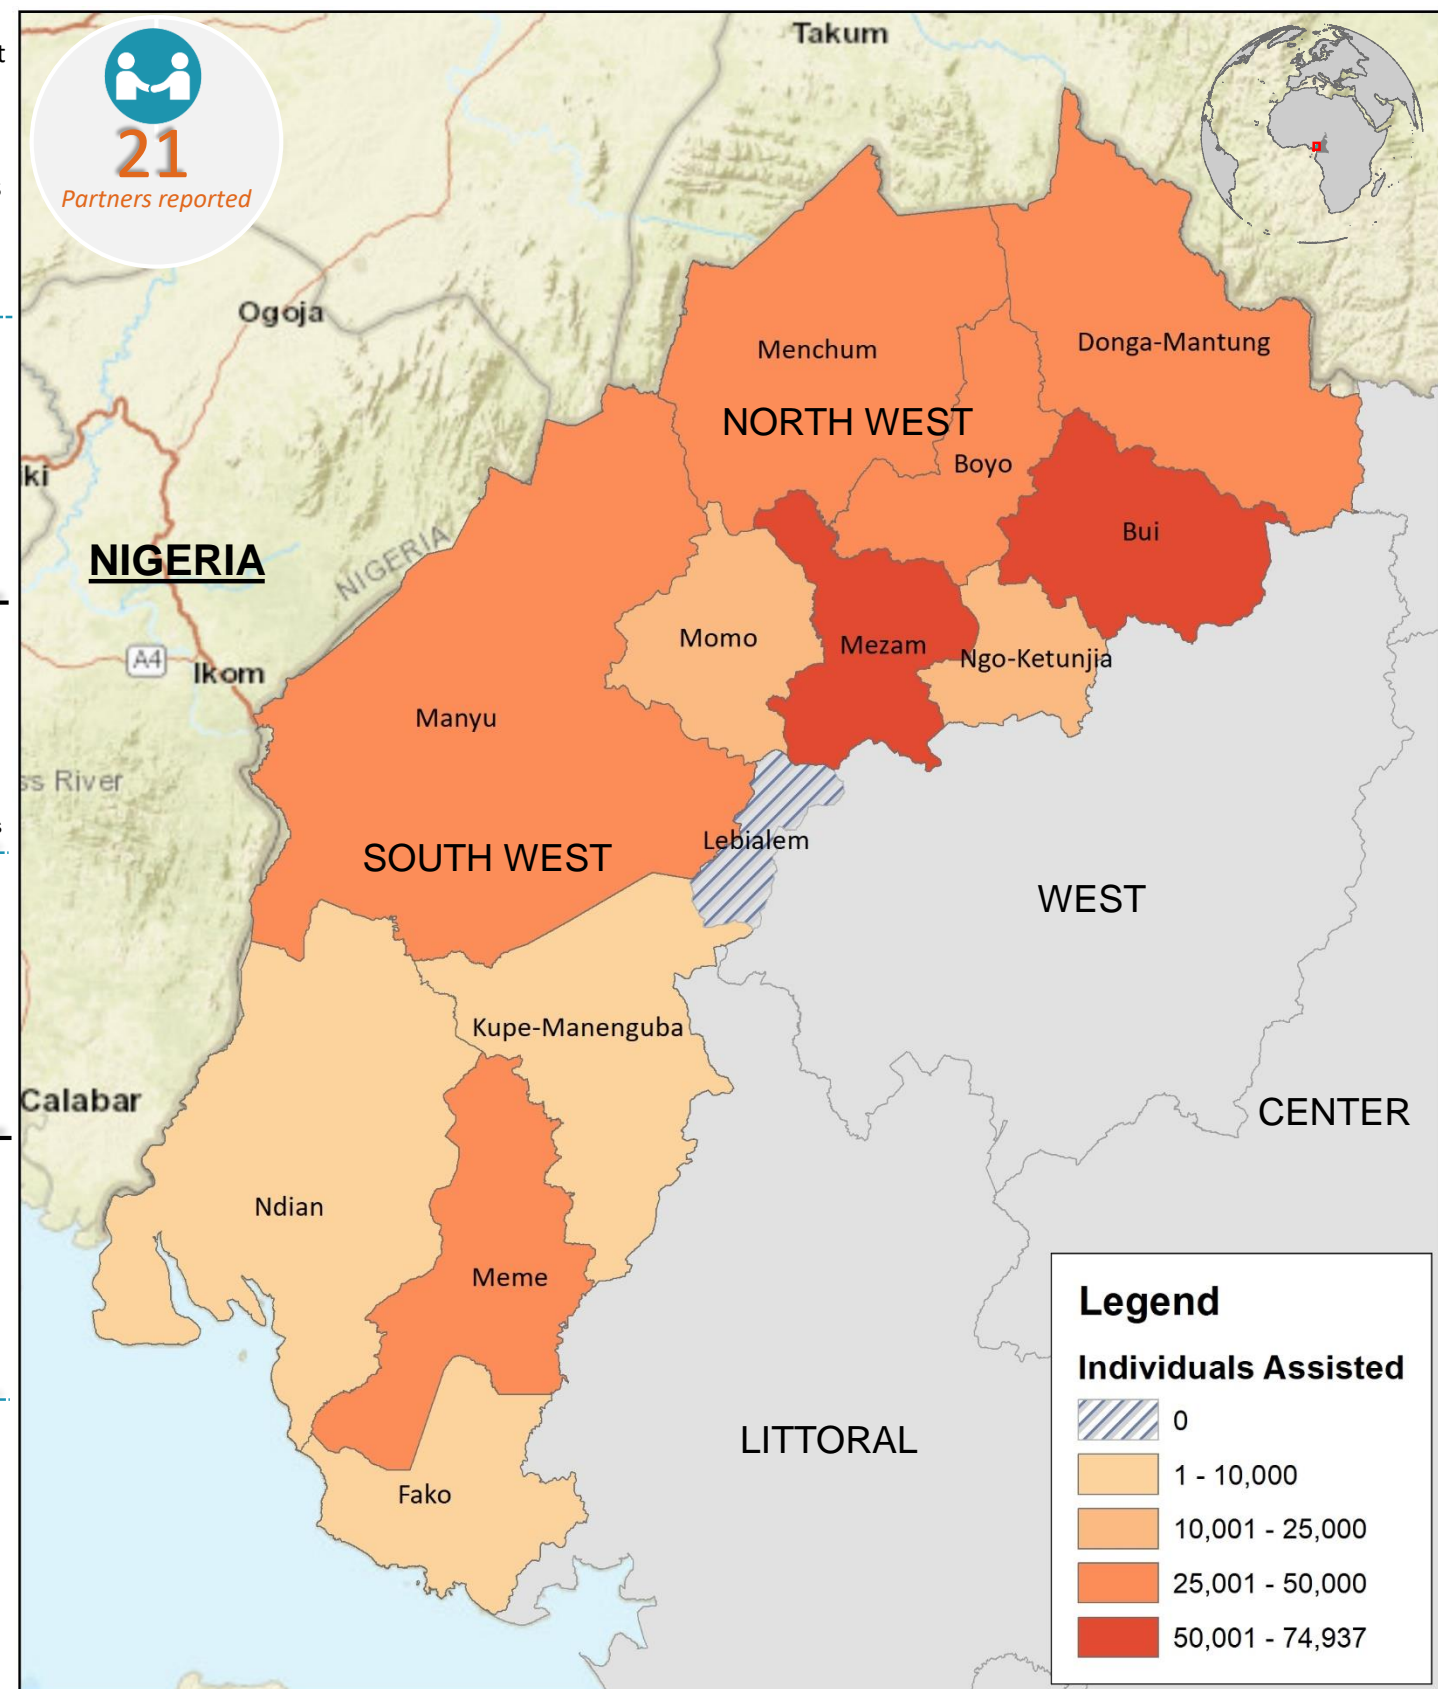 21
Partners reported
Takum
Ogoja
Menchum
Donga-Mantung
NORTH WEST
Boyo
Bui
NIGERIA
NIGERIA
Momo
Mezam
Ngo-Ketunjia
A4
Ikom
Manyu
ss River
Lebialem
SOUTH WEST
WEST
Kupe-Manenguba
Calabar
CENTER
Ndian
Meme
LITTORAL
Fako
Legend
Individuals Assisted
0
1 - 10,000
10,001 - 25,000
25,001 - 50,000
50,001 - 74,937